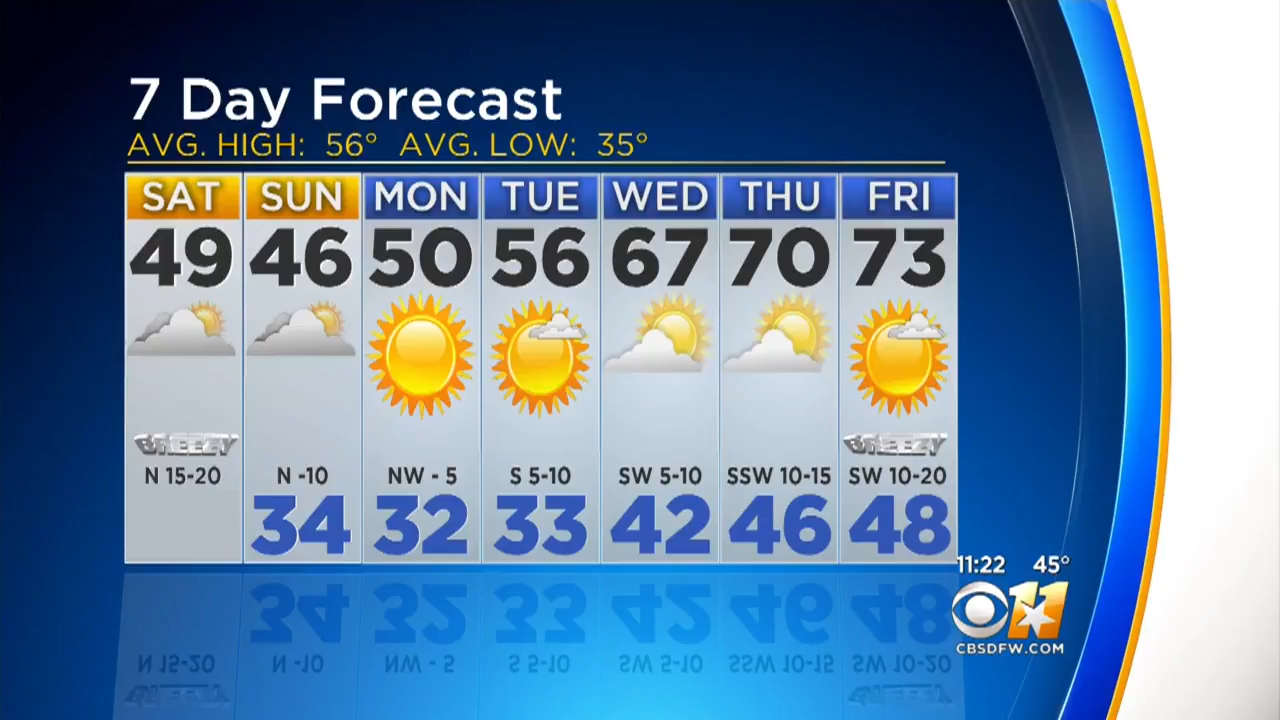 7 Day Forecast
AVG. HIGH: 56° AVG. LOW: 35°
SAT SUN MON TUE WED THU FRI
49 46 50 56 67 70 73
BREEZY BREEZY
N 15-20 N -10 NW - 5 S 5-10 SW 5-10 SSW 10-15 SW 10-20
34 32 33 42 46 48
11:22 45°
11
CBSDFW.COM